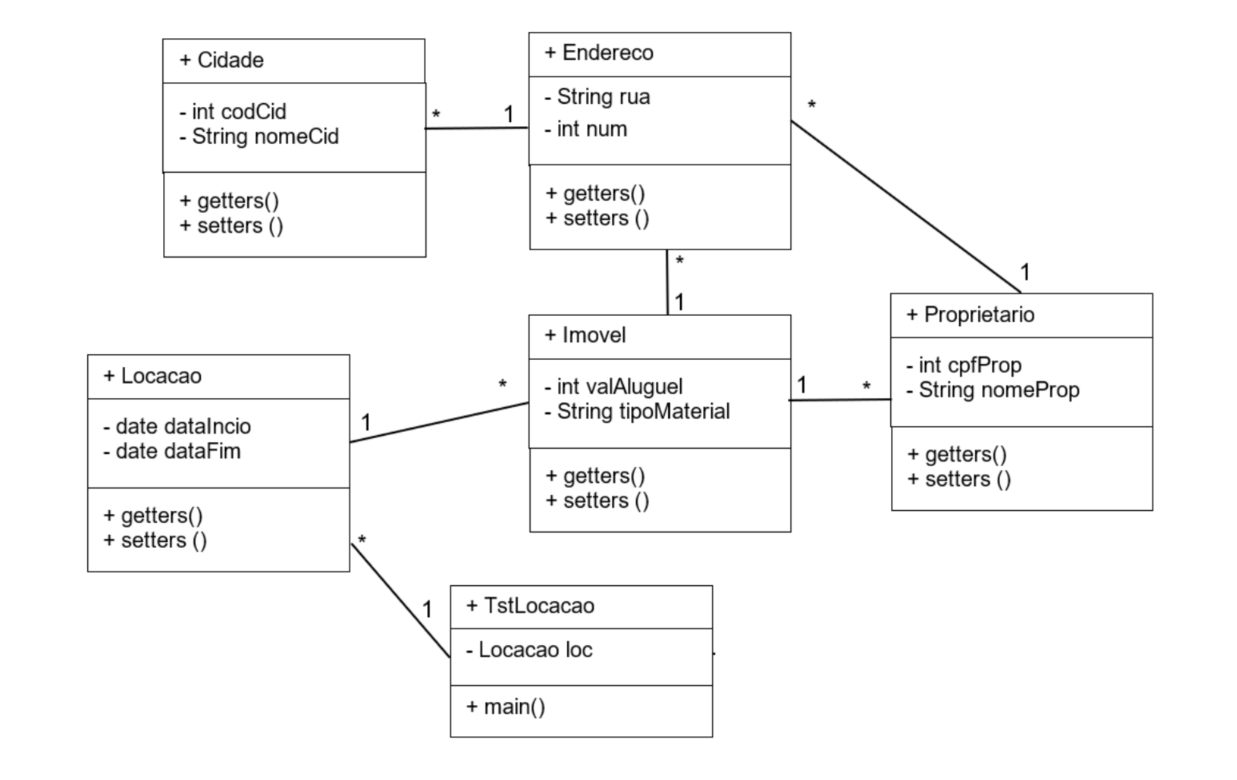 + Cidade
- int codCid
- String nomeCid
+ getters()
+ setters ()
*
1
+ Endereco
- String rua
- int num
+ getters()
+ setters ()
*
1
*
1
+ Imovel
- int valAluguel
- String tipoMaterial
+ getters()
+ setters ()
1
*
+ Proprietario
- int cpfProp
- String nomeProp
+ getters()
+ setters ()
+ Locacao
- date dataIncio
- date dataFim
+ getters()
+ setters ()
1
*
*
1
+ TstLocacao
- Locacao loc
+ main()